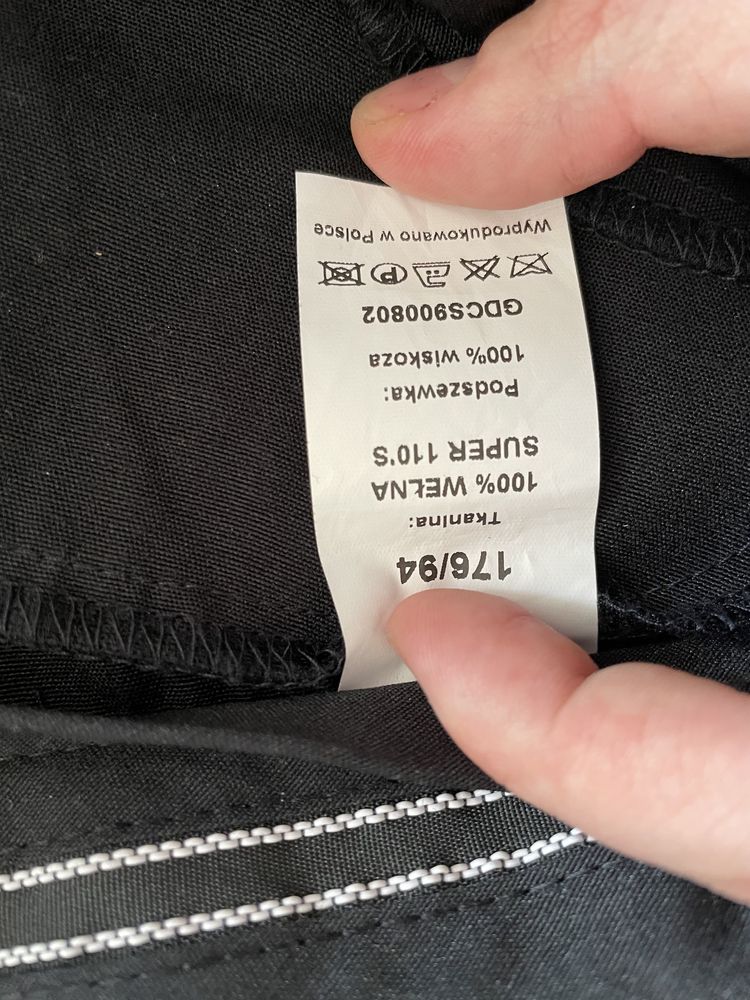 176/94
Tkanina:
100% WEŁNA
SUPER 110'S
Podszewka:
100% wiskoza
GDCS900802
P
Wyprodukowano w Polsce